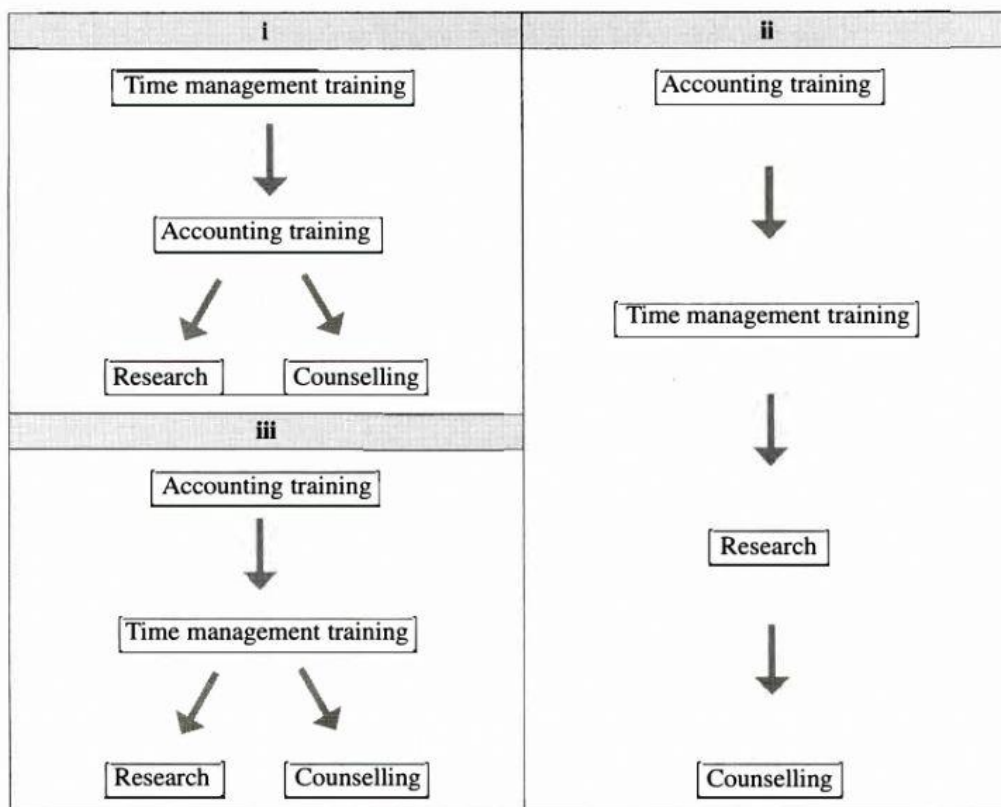 i
Time management training
Accounting training
Research
Counselling
ii
Accounting training
Time management training
Research
Counselling
iii
Accounting training
Time management training
Research
Counselling